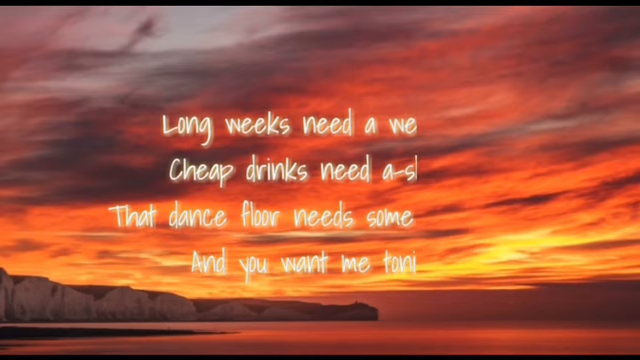 Long weeks need a we
Cheap drinks need a-s
That dance floor needs some
And you want me toni